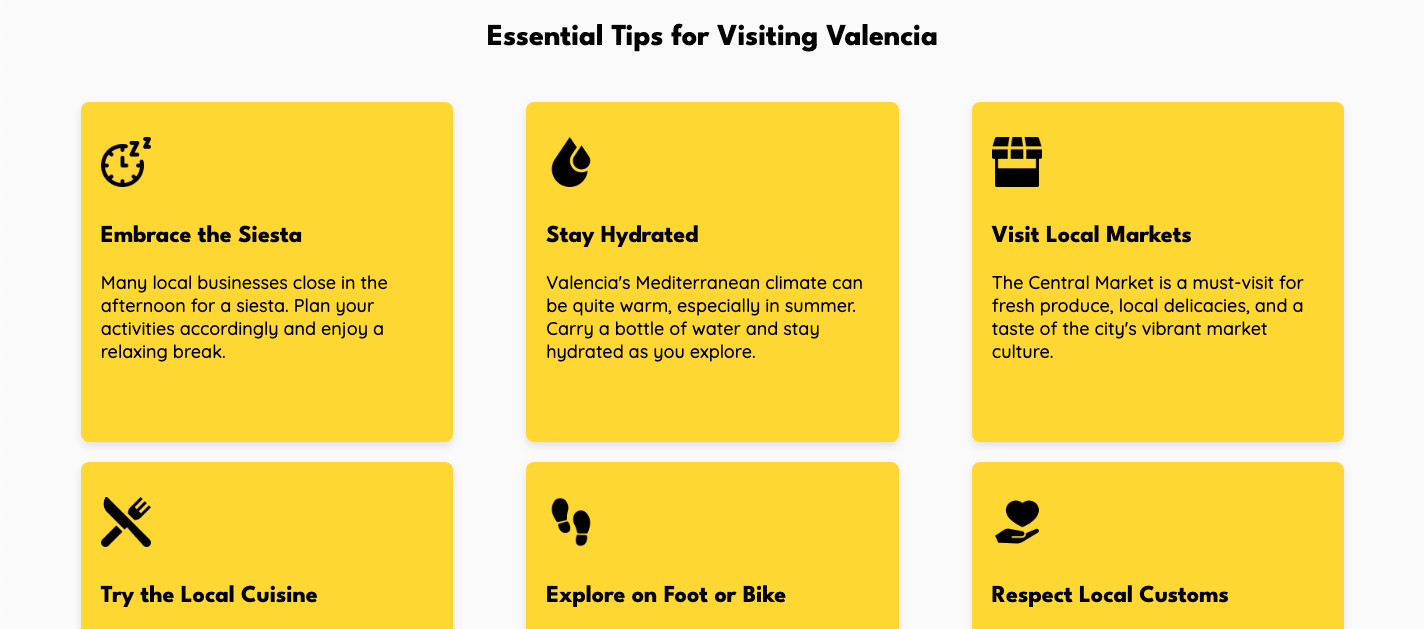 Essential Tips for Visiting Valencia
Embrace the Siesta
Many local businesses close in the
afternoon for a siesta. Plan your
activities accordingly and enjoy a
relaxing break.
Stay Hydrated
Valencia's Mediterranean climate can
be quite warm, especially in summer.
Carry a bottle of water and stay
hydrated as you explore.
Visit Local Markets
The Central Market is a must-visit for
fresh produce, local delicacies, and a
taste of the city's vibrant market
culture.
Try the Local Cuisine
Explore on Foot or Bike
Respect Local Customs